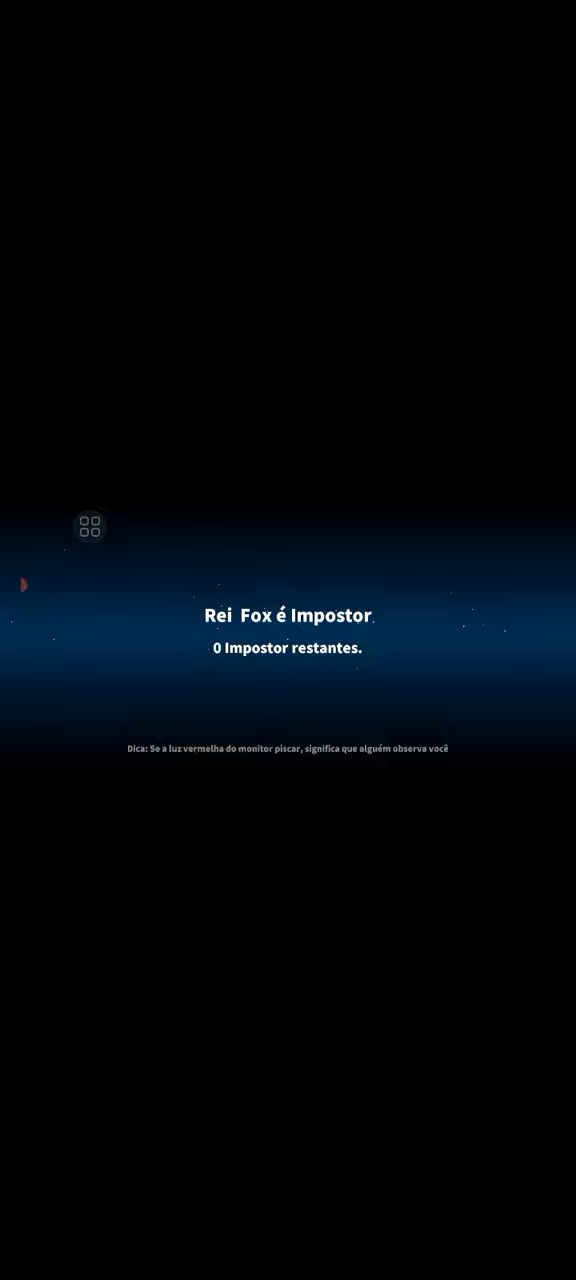 Rei  Fox é Impostor
0 Impostor restantes.
Dica: Se a luz vermelha do monitor piscar, significa que alguém observa você